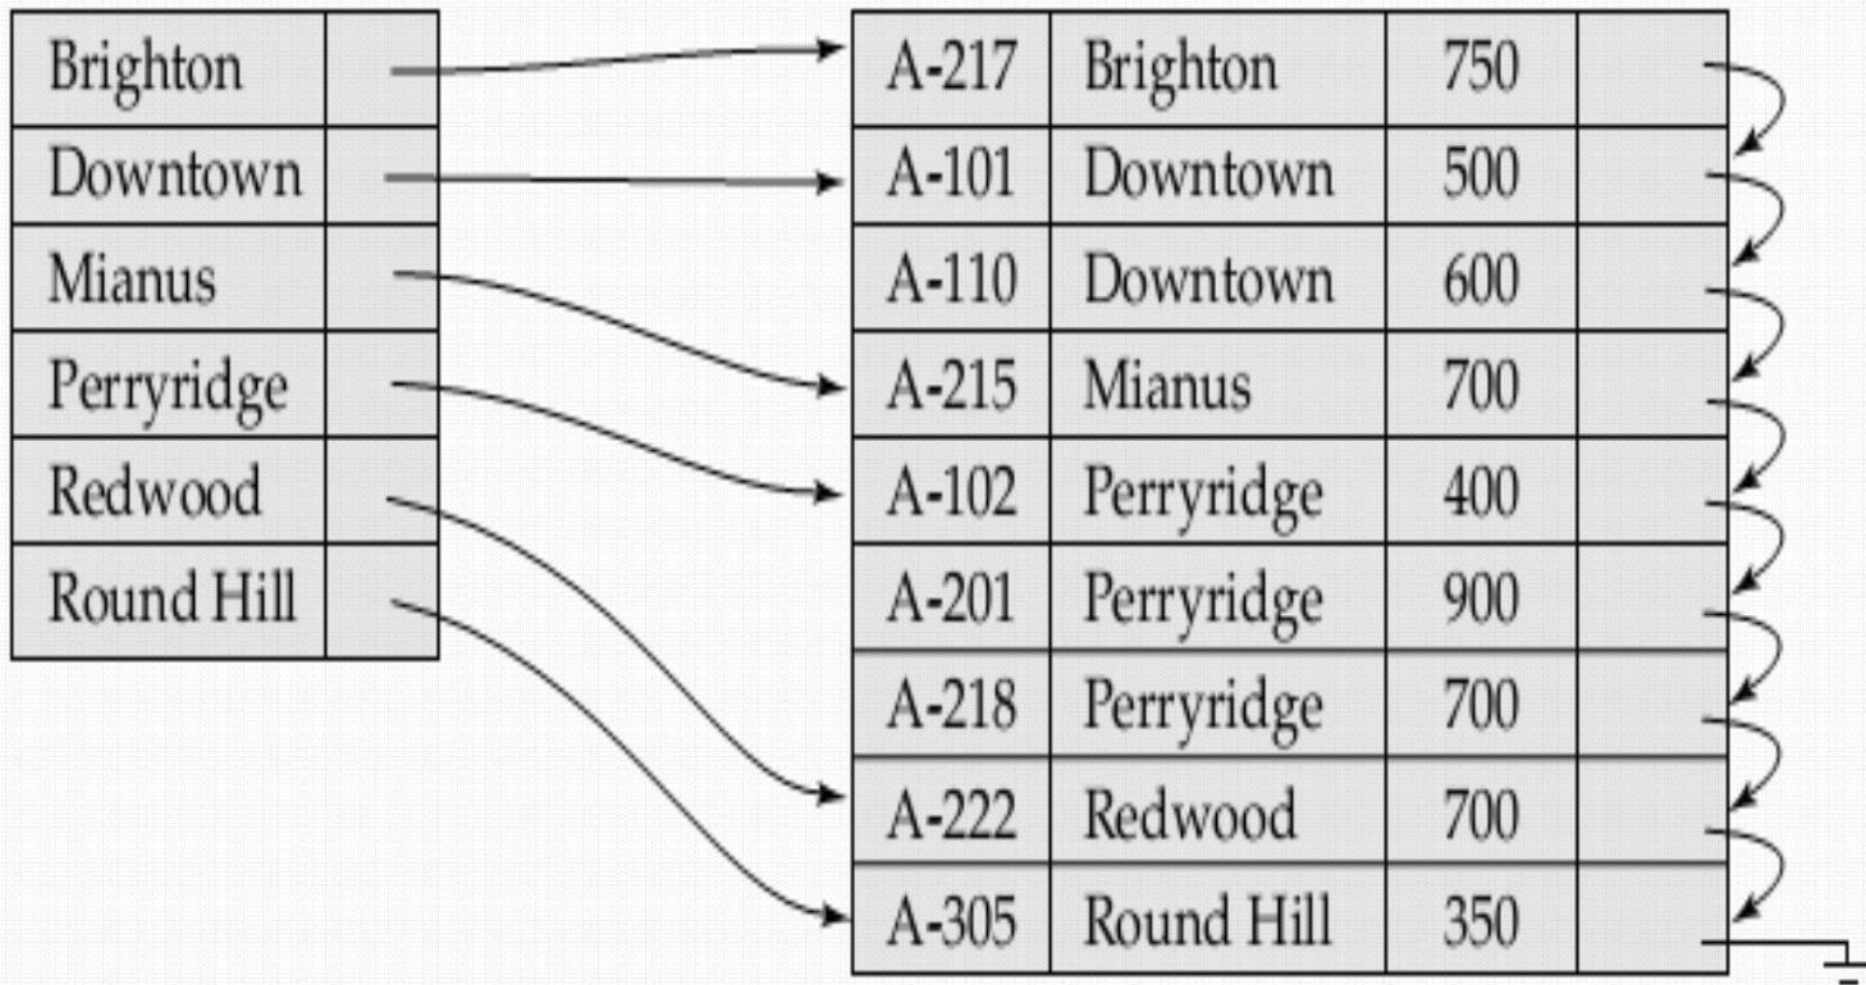 Brighton
Downtown
Mianus
Perryridge
Redwood
Round Hill
A-217 Brighton 750
A-101 Downtown 500
A-110 Downtown 600
A-215 Mianus 700
A-102 Perryridge 400
A-201 Perryridge 900
A-218 Perryridge 700
A-222 Redwood 700
A-305 Round Hill 350